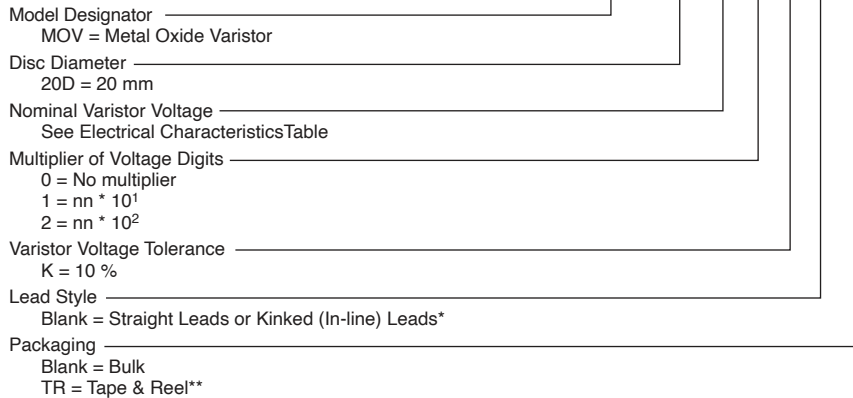 Model Designator
MOV = Metal Oxide Varistor
Disc Diameter
20D = 20 mm
Nominal Varistor Voltage
See Electrical CharacteristicsTable
Multiplier of Voltage Digits
0 = No multiplier
1 = nn * 10¹
2 = nn * 10²
Varistor Voltage Tolerance
K = 10 %
Lead Style
Blank = Straight Leads or Kinked (In-line) Leads*
Packaging
Blank = Bulk
TR = Tape & Reel**